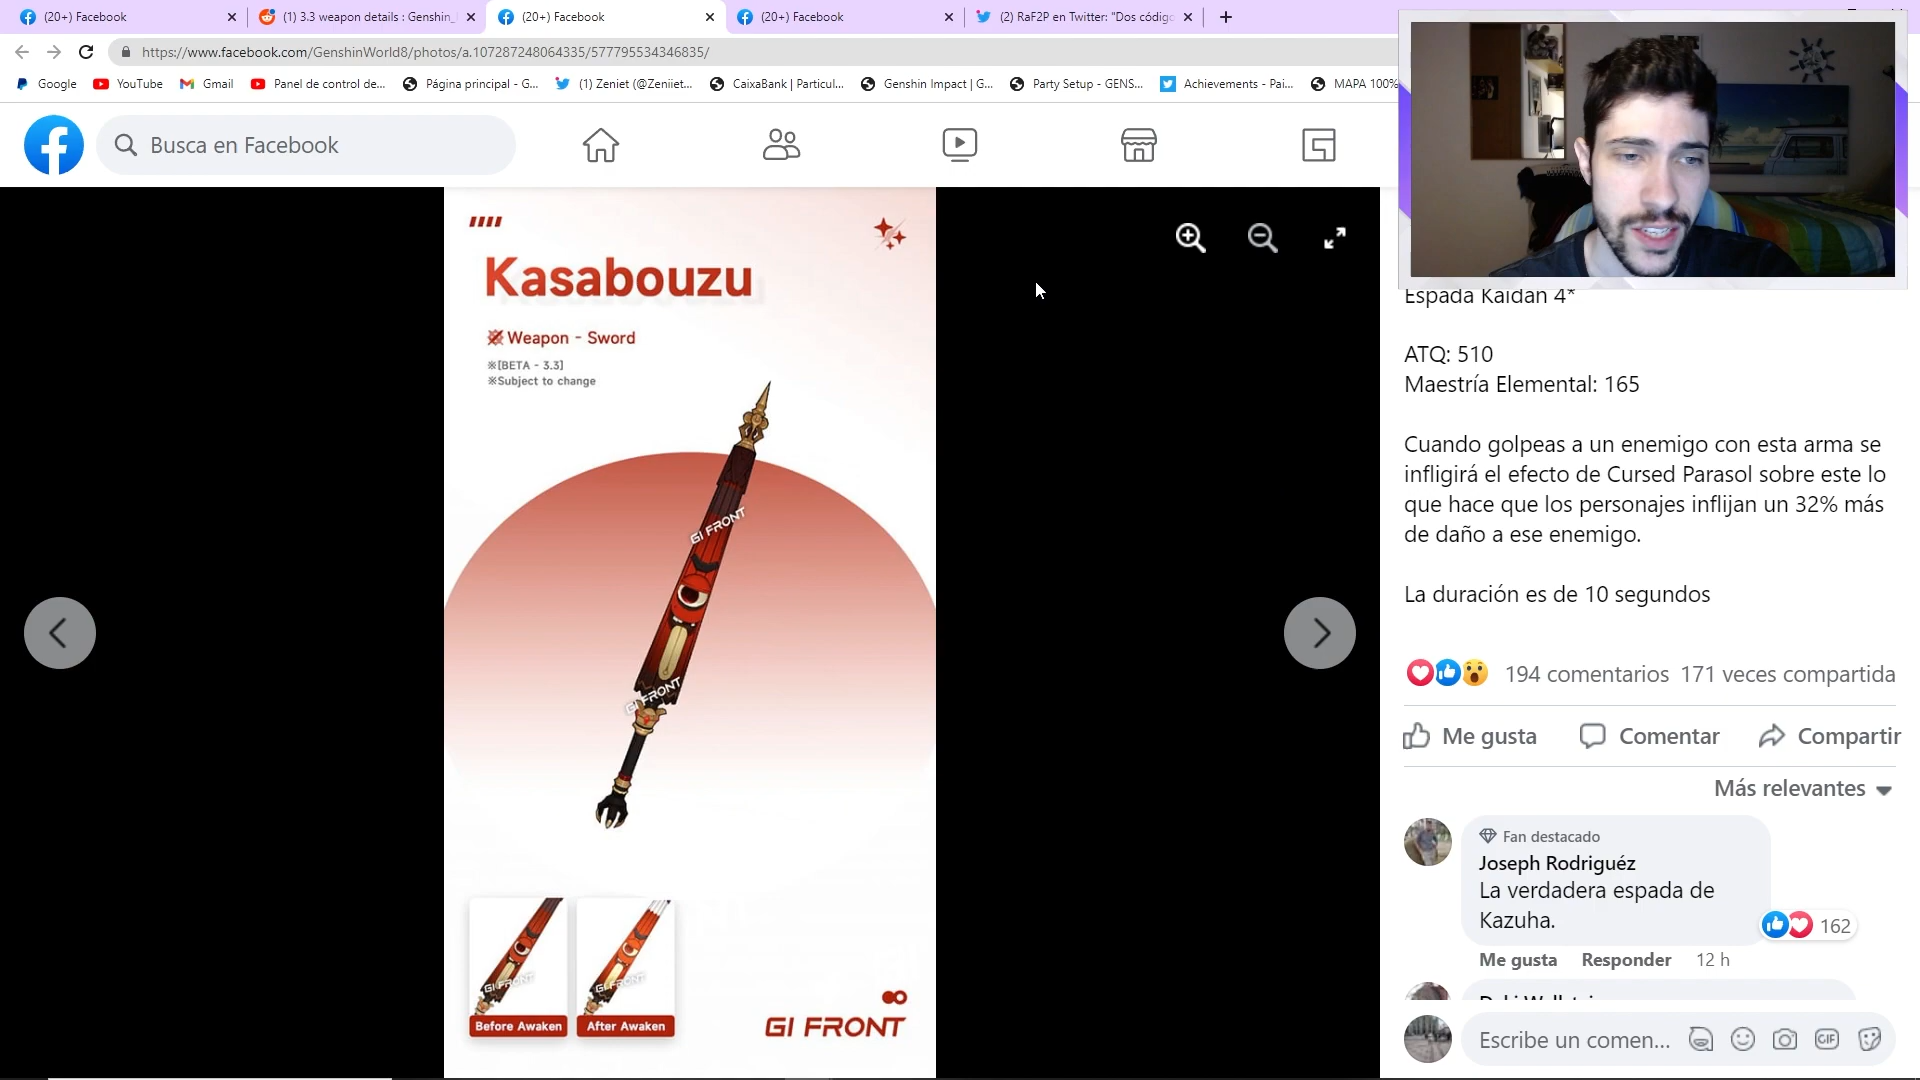 (20+) Facebook
(1) 3.3 weapon details : Genshin_
(20+) Facebook
(20+) Facebook
(2) RaF2P en Twitter: "Dos códig
https://www.facebook.com/GenshinWorld8/photos/a.107287248064335/577795534346835/
Google
YouTube
Gmail
Panel de control de...
Página principal - G...
(1) Zeniet (@Zeniiet...
CaixaBank | Particul...
Genshin Impact | G...
Party Setup - GENS...
Achievements - Pai...
MAPA 100%
Busca en Facebook
Kasabouzu
Weapon - Sword
※[BETA - 3.3]
※Subject to change
GI FRONT
GI FRONT
GI FRONT
GI FRONT
Before Awaken
After Awaken
GI FRONT
Espada Kaidan 4*
ATQ: 510
Maestría Elemental: 165
Cuando golpeas a un enemigo con esta arma se
infligirá el efecto de Cursed Parasol sobre este lo
que hace que los personajes inflijan un 32% más
de daño a ese enemigo.
La duración es de 10 segundos
194 comentarios 171 veces compartida
Me gusta
Comentar
Compartir
Más relevantes
Fan destacado
Joseph Rodriguéz
La verdadera espada de
Kazuha.
162
Me gusta Responder 12 h
Escribe un comen...
GIF